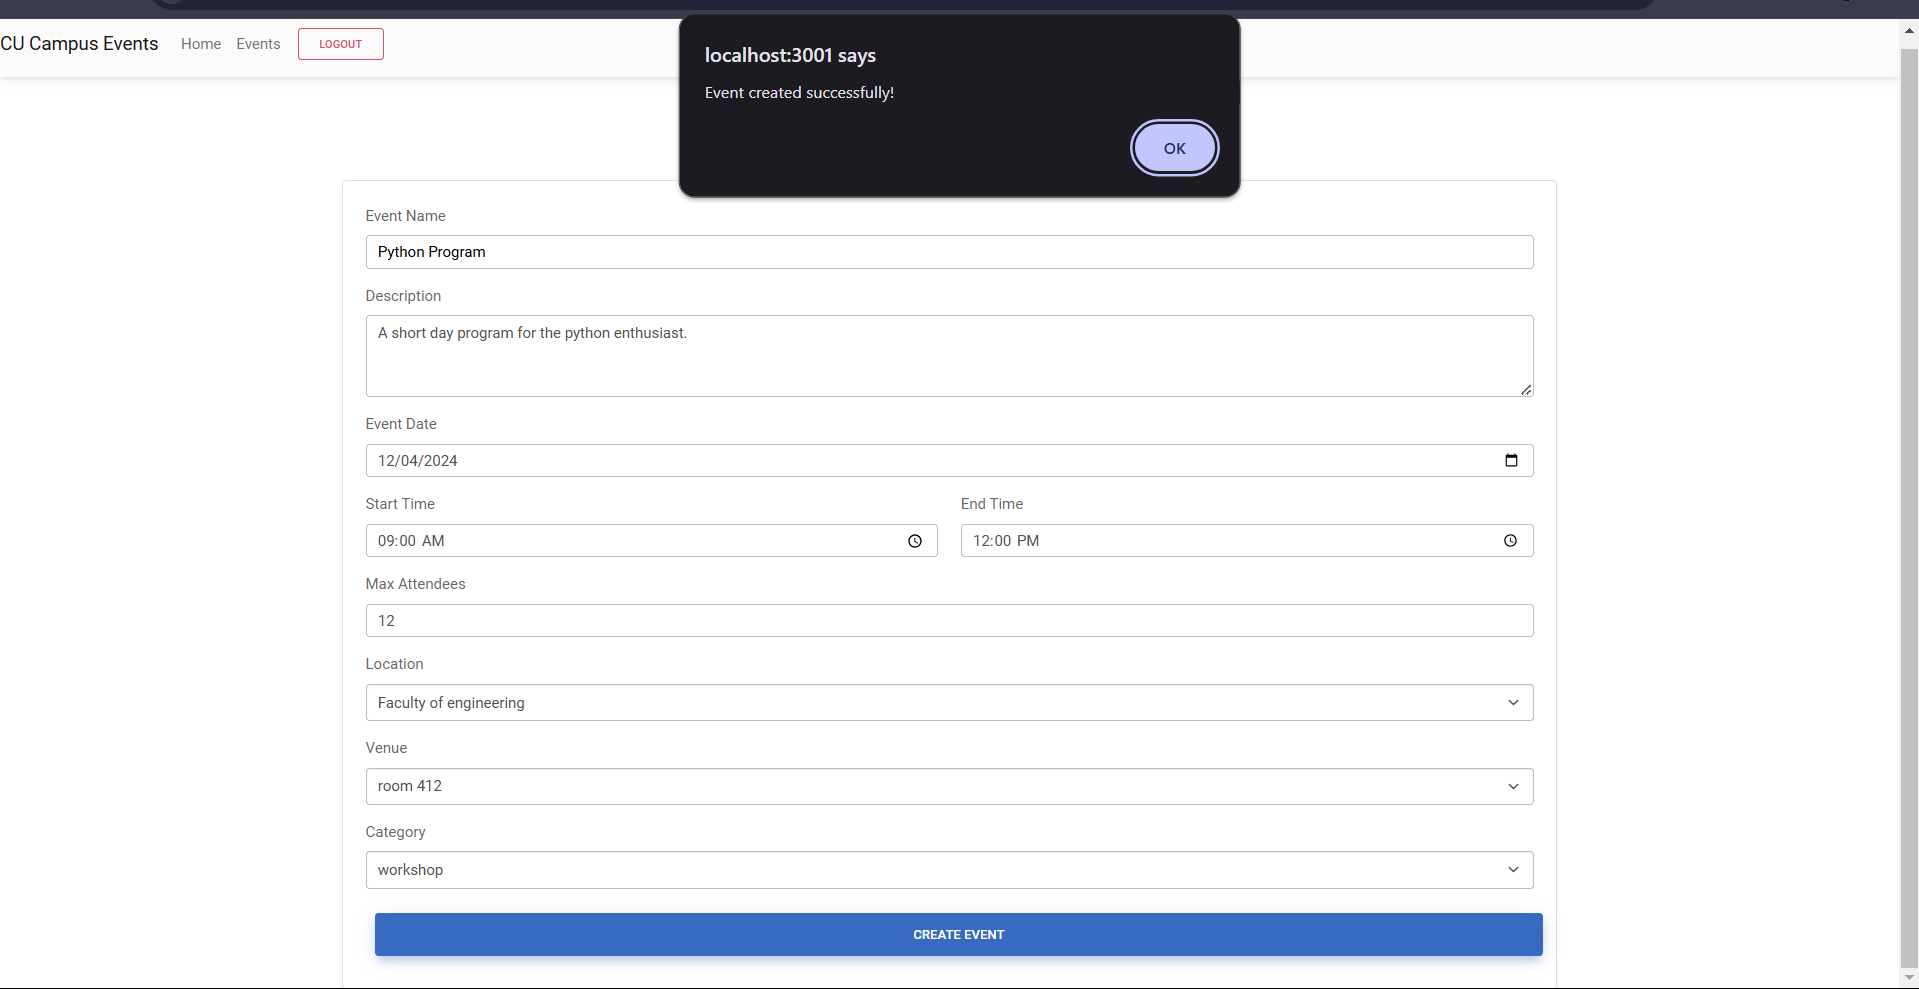 CU Campus Events Home Events LOGOUT
localhost:3001 says
Event created successfully!
OK
Event Name
Python Program
Description
A short day program for the python enthusiast.
Event Date
12/04/2024
Start Time End Time
09:00 AM 12:00 PM
Max Attendees
12
Location
Faculty of engineering
Venue
room 412
Category
workshop
CREATE EVENT